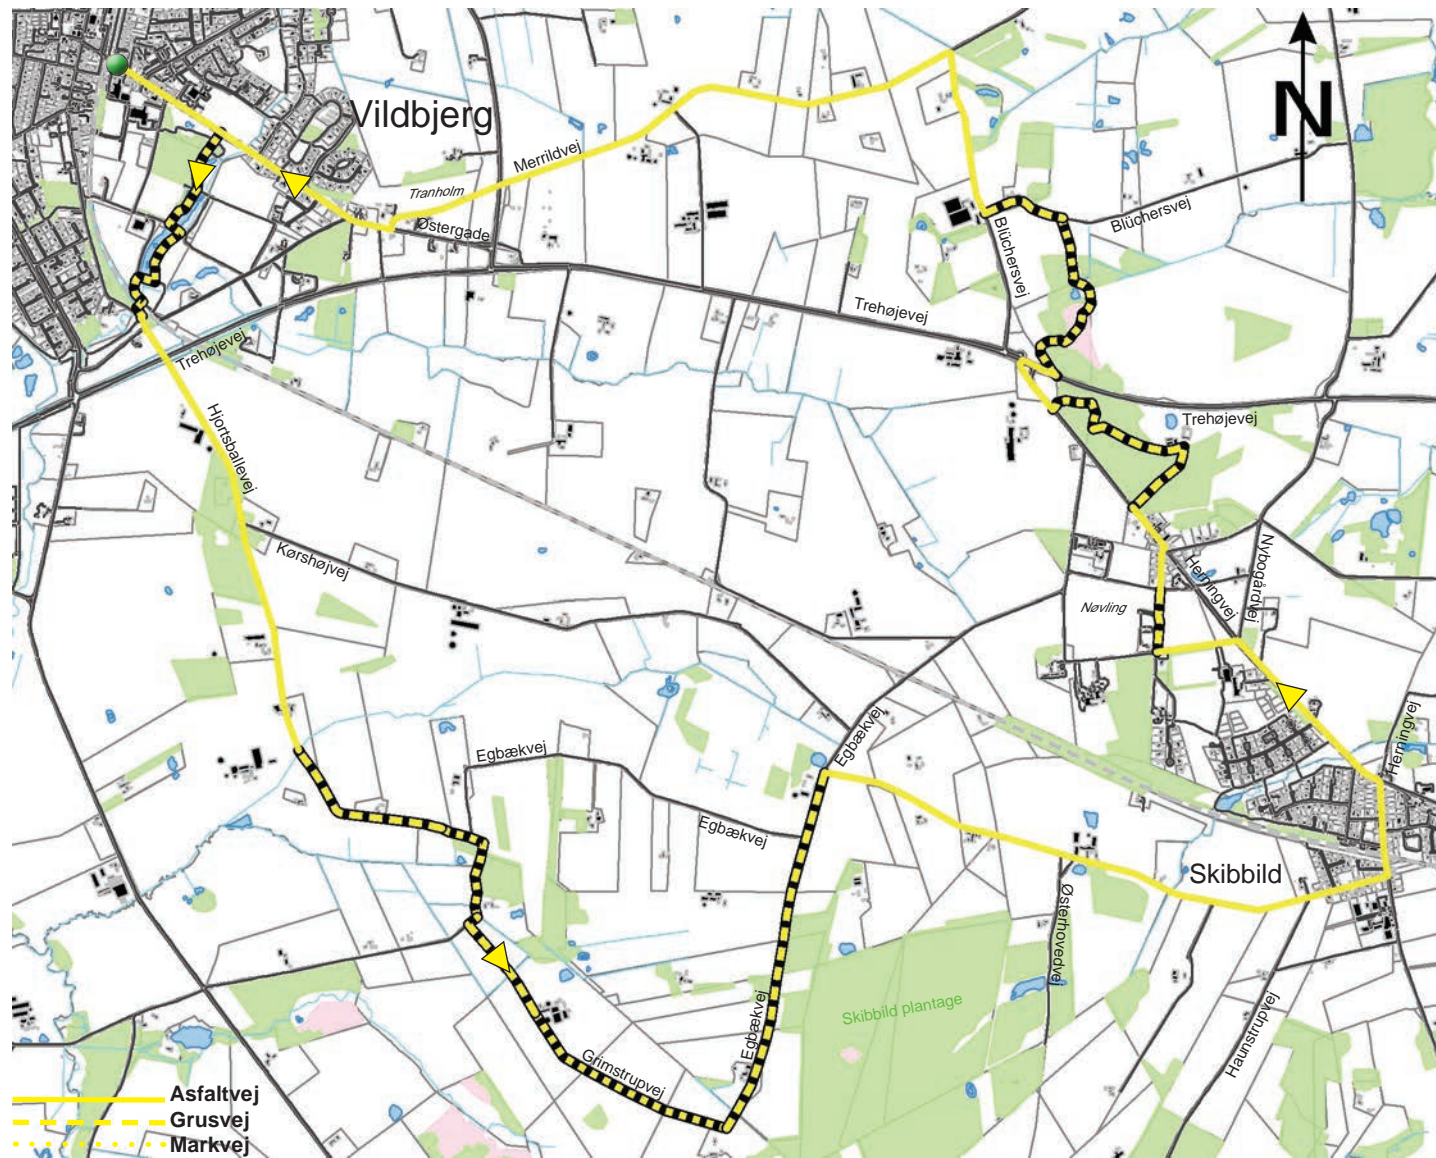 N
Vildbjerg
Merrildvej
Tranholm
Østergade
Blüchersvej
Blüchersvej
Trehøjevej
Trehøjevej
Trehøjevej
Hjortsballevej
Kørshøjvej
Nybogårdvej
Herningvej
Nøvling
Herningvej
Egbækvej
Egbækvej
Egbækvej
Skibbild
Østerhovedvej
Skibbild plantage
Egbækvej
Haunstrupvej
Grimstrupvej
Asfaltvej
Grusvej
Markvej